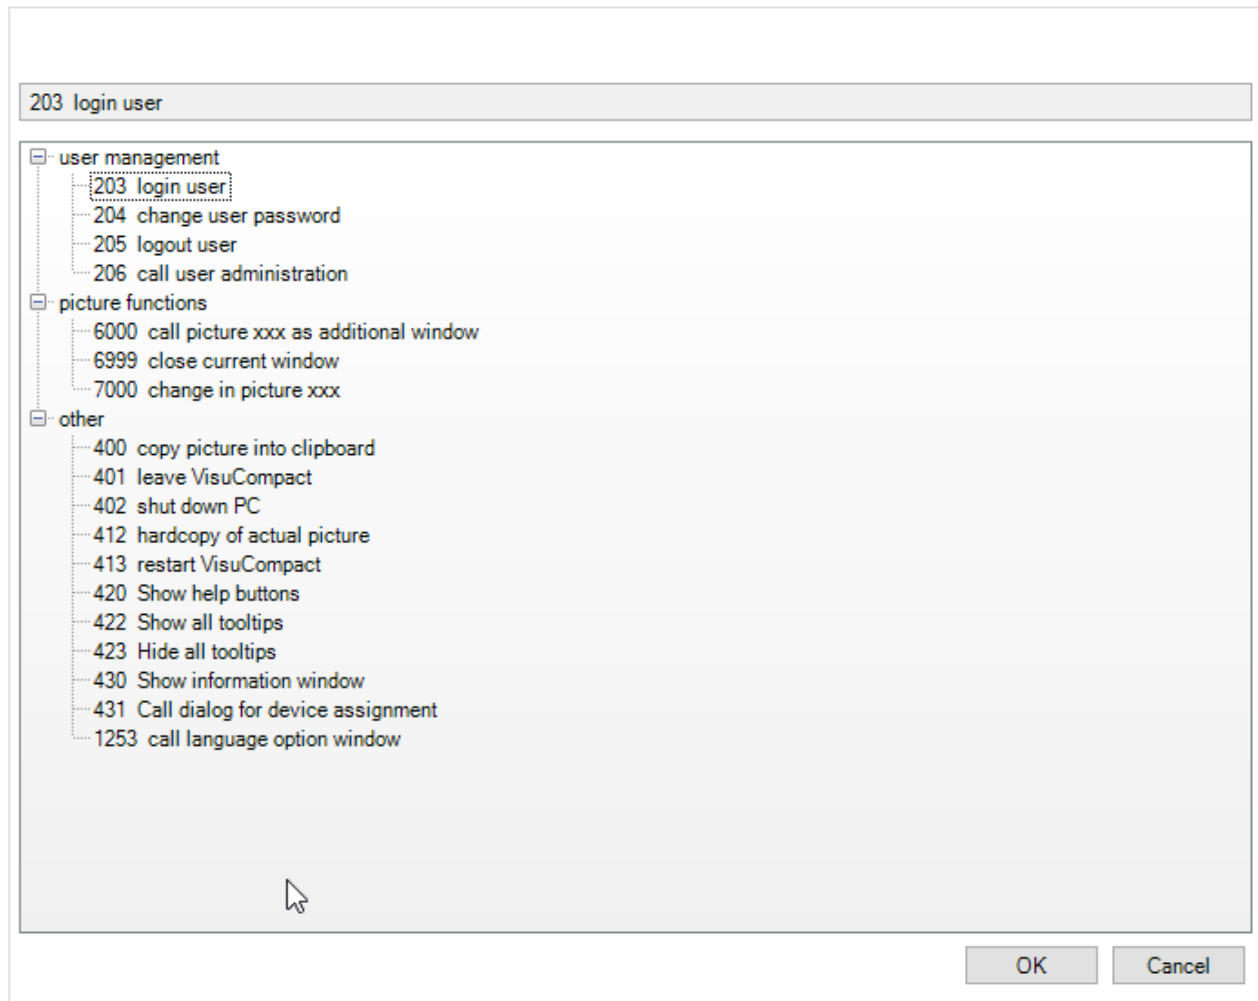 203 login user
user management
203 login user
204 change user password
205 logout user
206 call user administration
picture functions
6000 call picture xxx as additional window
6999 close current window
7000 change in picture xxx
other
400 copy picture into clipboard
401 leave VisuCompact
402 shut down PC
412 hardcopy of actual picture
413 restart VisuCompact
420 Show help buttons
422 Show all tooltips
423 Hide all tooltips
430 Show information window
431 Call dialog for device assignment
1253 call language option window
OK Cancel